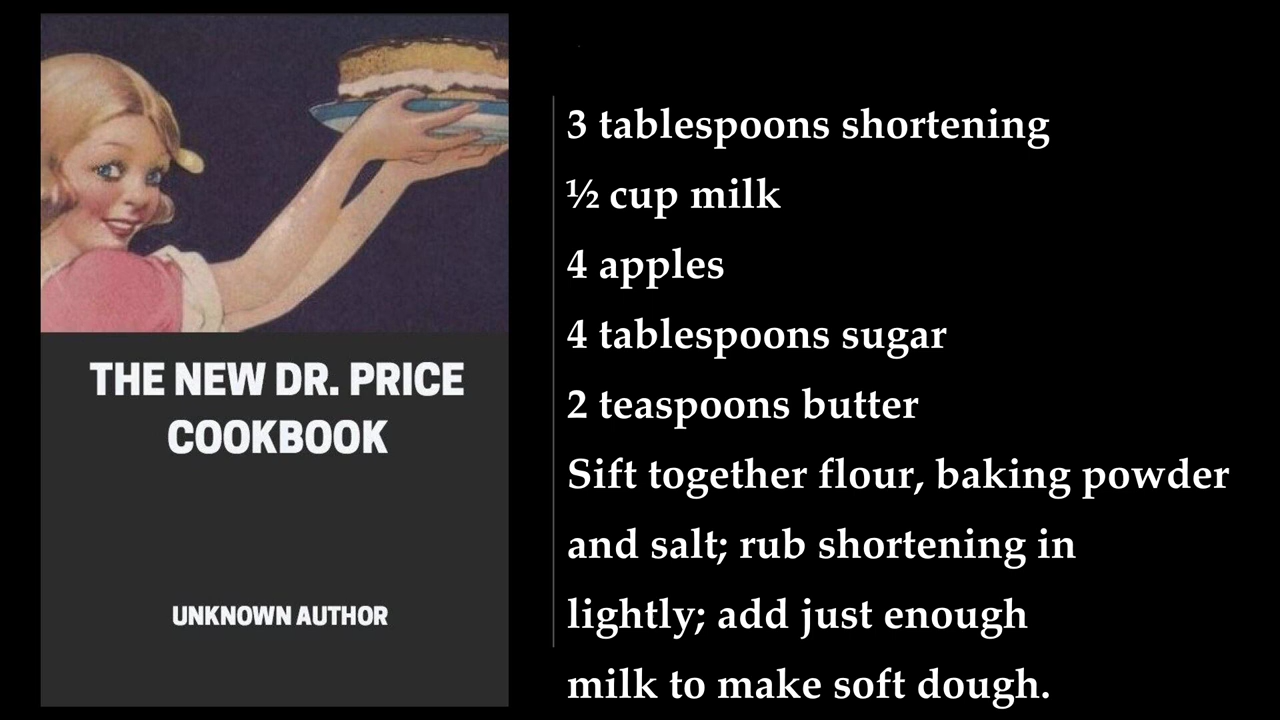 THE NEW DR. PRICE
COOKBOOK
UNKNOWN AUTHOR
3 tablespoons shortening
½ cup milk
4 apples
4 tablespoons sugar
2 teaspoons butter
Sift together flour, baking powder
and salt; rub shortening in
lightly; add just enough
milk to make soft dough.